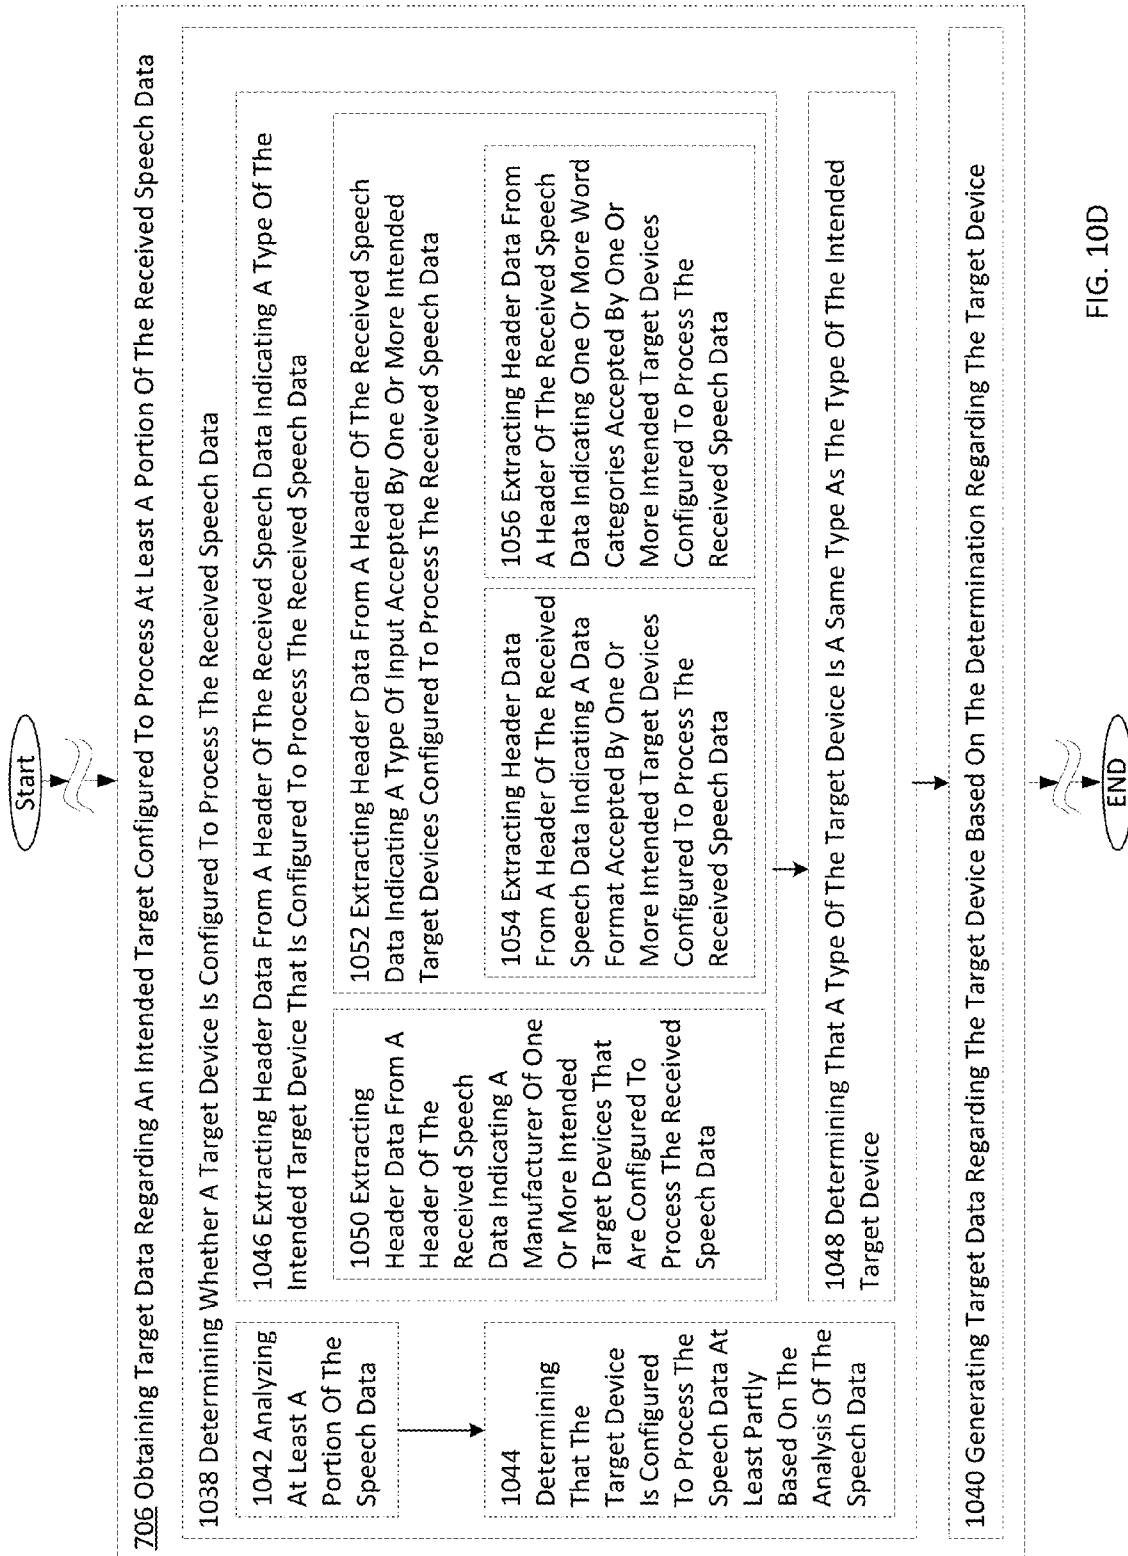 Start
706 Obtaining Target Data Regarding An Intended Target Configured To Process At Least A Portion Of The Received Speech Data
1038 Determining Whether A Target Device Is Configured To Process The Received Speech Data
1042 Analyzing
At Least A
Portion Of The
Speech Data
1044
Determining
That The
Target Device
Is Configured
To Process The
Speech Data At
Least Partly
Based On The
Analysis Of The
Speech Data
1046 Extracting Header Data From A Header Of The Received Speech Data Indicating A Type Of The
Intended Target Device That Is Configured To Process The Received Speech Data
1050 Extracting
Header Data From A
Header Of The
Received Speech
Data Indicating A
Manufacturer Of One
Or More Intended
Target Devices That
Are Configured To
Process The Received
Speech Data
1052 Extracting Header Data From A Header Of The Received Speech
Data Indicating A Type Of Input Accepted By One Or More Intended
Target Devices Configured To Process The Received Speech Data
1054 Extracting Header Data
From A Header Of The Received
Speech Data Indicating A Data
Format Accepted By One Or
More Intended Target Devices
Configured To Process The
Received Speech Data
1056 Extracting Header Data From
A Header Of The Received Speech
Data Indicating One Or More Word
Categories Accepted By One Or
More Intended Target Devices
Configured To Process The
Received Speech Data
1048 Determining That A Type Of The Target Device Is A Same Type As The Type Of The Intended
Target Device
1040 Generating Target Data Regarding The Target Device Based On The Determination Regarding The Target Device
END
FIG. 10D